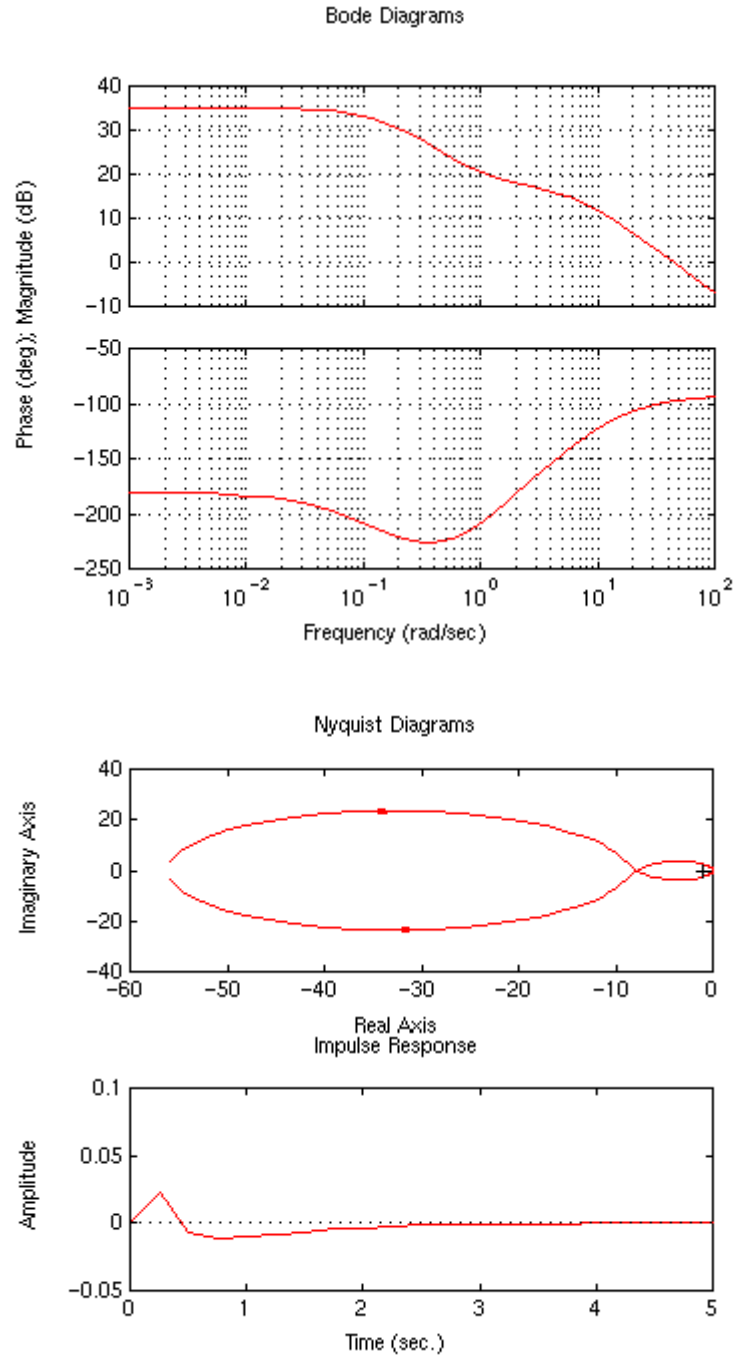 Bode Diagrams
Phase (deg); Magnitude (dB)
40
30
20
10
0
−10
−50
−100
−150
−200
−250
10^-3 10^-2 10^-1 10^0 10^1 10^2
Frequency (rad/sec)
Nyquist Diagrams
Imaginary Axis
40
20
0
−20
−40
−60 −50 −40 −30 −20 −10 0
Real Axis
Impulse Response
Amplitude
0.1
0.05
0
−0.05
0 1 2 3 4 5
Time (sec.)